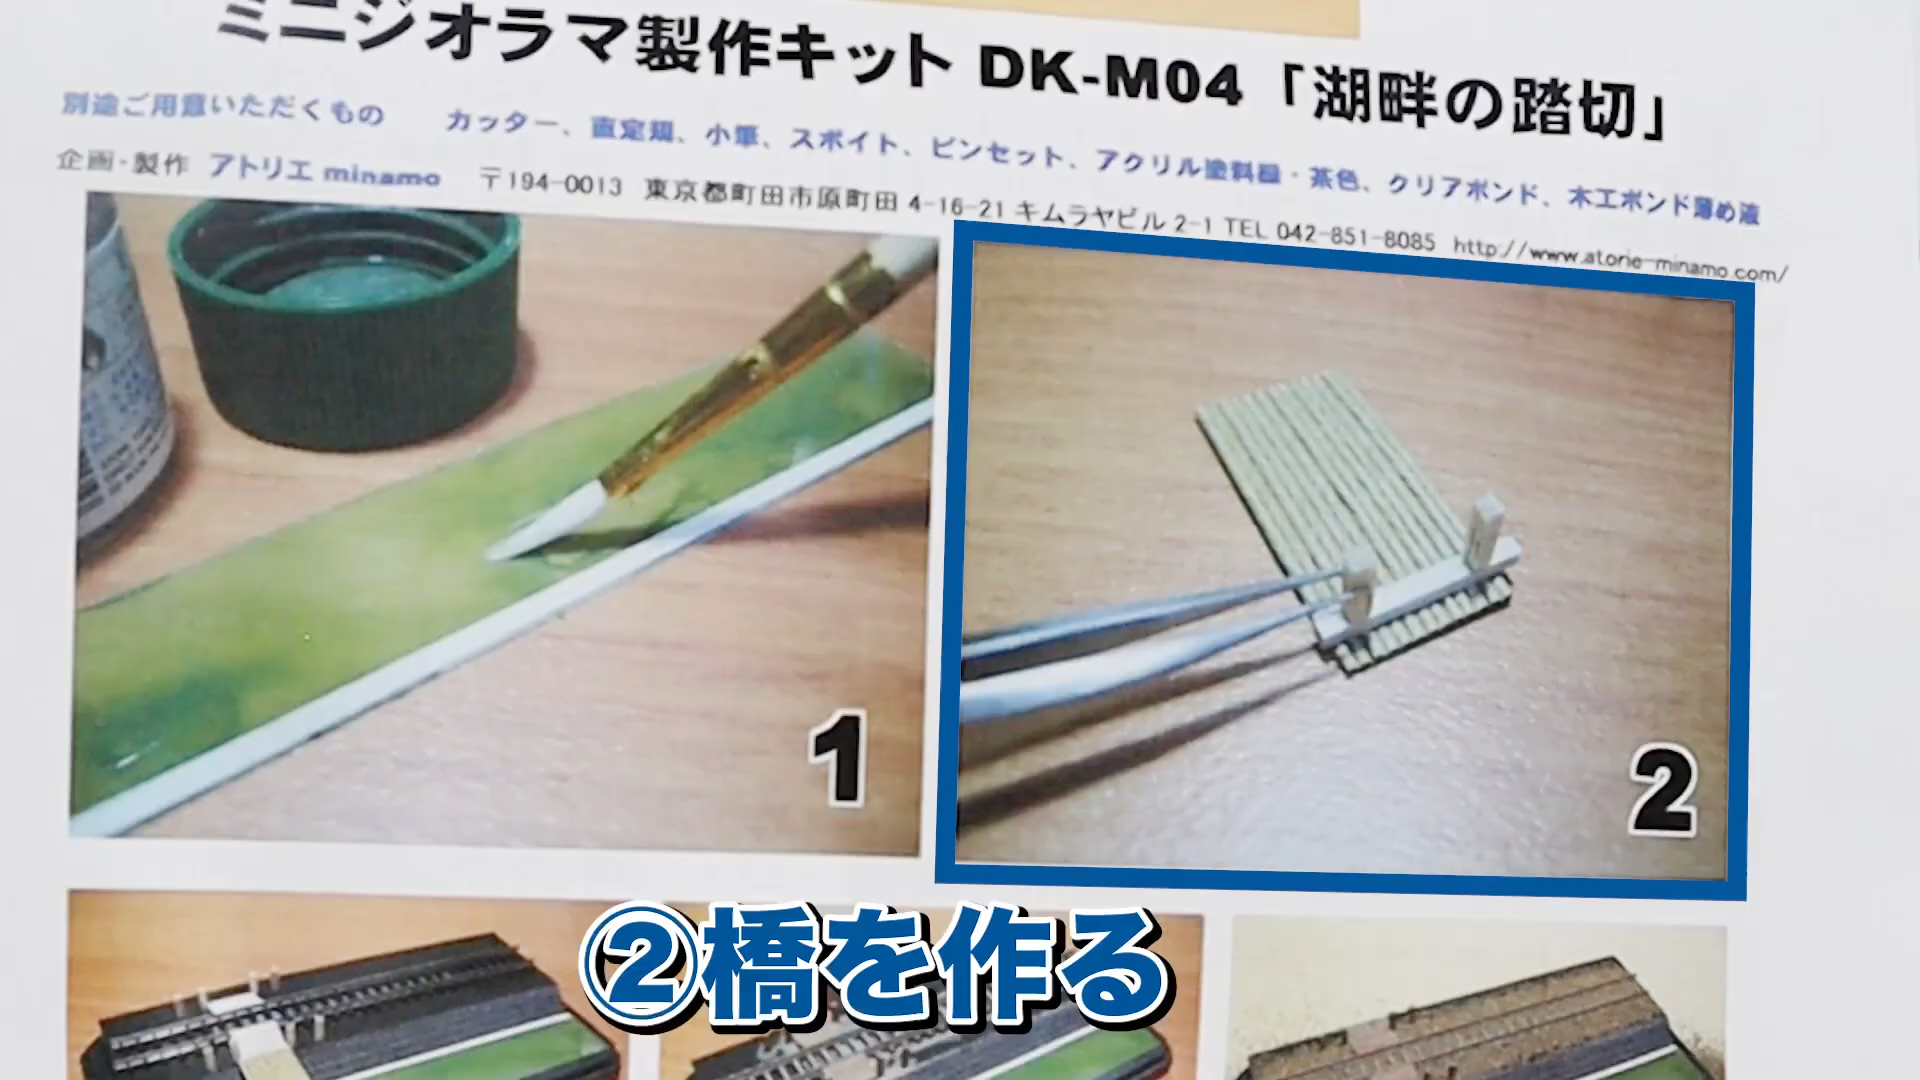 ミニジオラマ製作キット DK-M04「湖畔の踏切」
別途ご用意いただくもの カッター、直定規、小筆、スポイト、ピンセット、アクリル塗料緑・茶色、クリアボンド、木工ボンド薄め液
企画・製作 アトリエ minamo 〒194-0013 東京都町田市原町田 4-16-21 キムラヤビル 2-1 TEL 042-851-8085 http://www.atorie-minamo.com/
1
2
②橋を作る